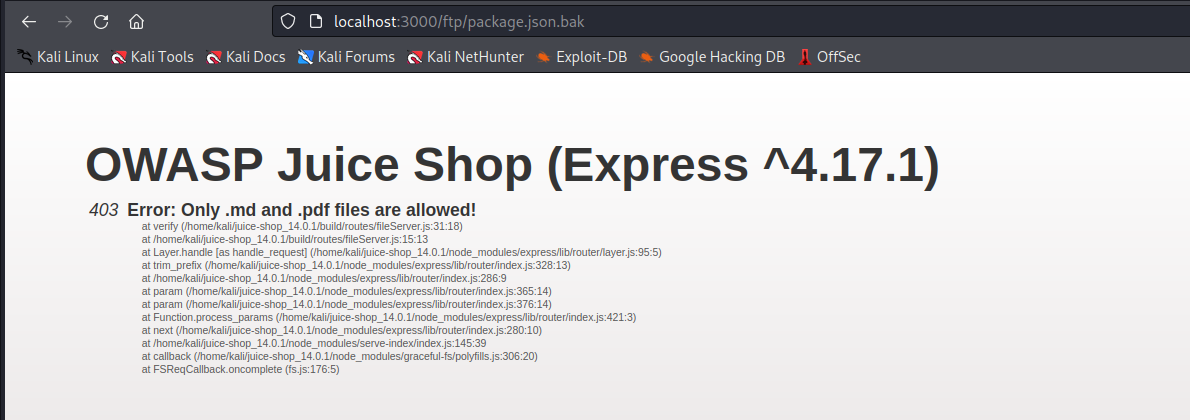 localhost:3000/ftp/package.json.bak
Kali Linux Kali Tools Kali Docs Kali Forums Kali NetHunter Exploit-DB Google Hacking DB OffSec
OWASP Juice Shop (Express ^4.17.1)
403 Error: Only .md and .pdf files are allowed!
at verify (/home/kali/juice-shop_14.0.1/build/routes/fileServer.js:31:18)
at /home/kali/juice-shop_14.0.1/build/routes/fileServer.js:15:13
at Layer.handle [as handle_request] (/home/kali/juice-shop_14.0.1/node_modules/express/lib/router/layer.js:95:5)
at trim_prefix (/home/kali/juice-shop_14.0.1/node_modules/express/lib/router/index.js:328:13)
at /home/kali/juice-shop_14.0.1/node_modules/express/lib/router/index.js:286:9
at param (/home/kali/juice-shop_14.0.1/node_modules/express/lib/router/index.js:365:14)
at param (/home/kali/juice-shop_14.0.1/node_modules/express/lib/router/index.js:376:14)
at Function.process_params (/home/kali/juice-shop_14.0.1/node_modules/express/lib/router/index.js:421:3)
at next (/home/kali/juice-shop_14.0.1/node_modules/express/lib/router/index.js:280:10)
at /home/kali/juice-shop_14.0.1/node_modules/serve-index/index.js:145:39
at callback (/home/kali/juice-shop_14.0.1/node_modules/graceful-fs/polyfills.js:306:20)
at FSReqCallback.oncomplete (fs.js:176:5)